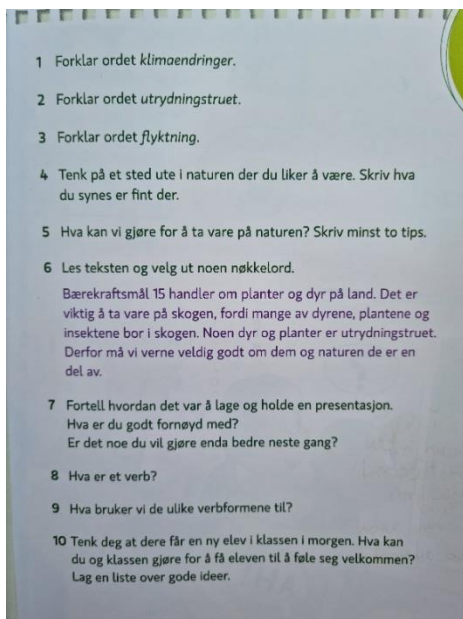 1 Forklar ordet klimaendringer.
2 Forklar ordet utrydningstruet.
3 Forklar ordet flyktning.
4 Tenk på et sted ute i naturen der du liker å være. Skriv hva
du synes er fint der.
5 Hva kan vi gjøre for å ta vare på naturen? Skriv minst to tips.
6 Les teksten og velg ut noen nøkkelord.
Bærekraftsmål 15 handler om planter og dyr på land. Det er
viktig å ta vare på skogen, fordi mange av dyrene, plantene og
insektene bor i skogen. Noen dyr og planter er utrydningstruet.
Derfor må vi verne veldig godt om dem og naturen de er en
del av.
7 Fortell hvordan det var å lage og holde en presentasjon.
Hva er du godt fornøyd med?
Er det noe du vil gjøre enda bedre neste gang?
8 Hva er et verb?
9 Hva bruker vi de ulike verbformene til?
10 Tenk deg at dere får en ny elev i klassen i morgen. Hva kan
du og klassen gjøre for å få eleven til å føle seg velkommen?
Lag en liste over gode ideer.